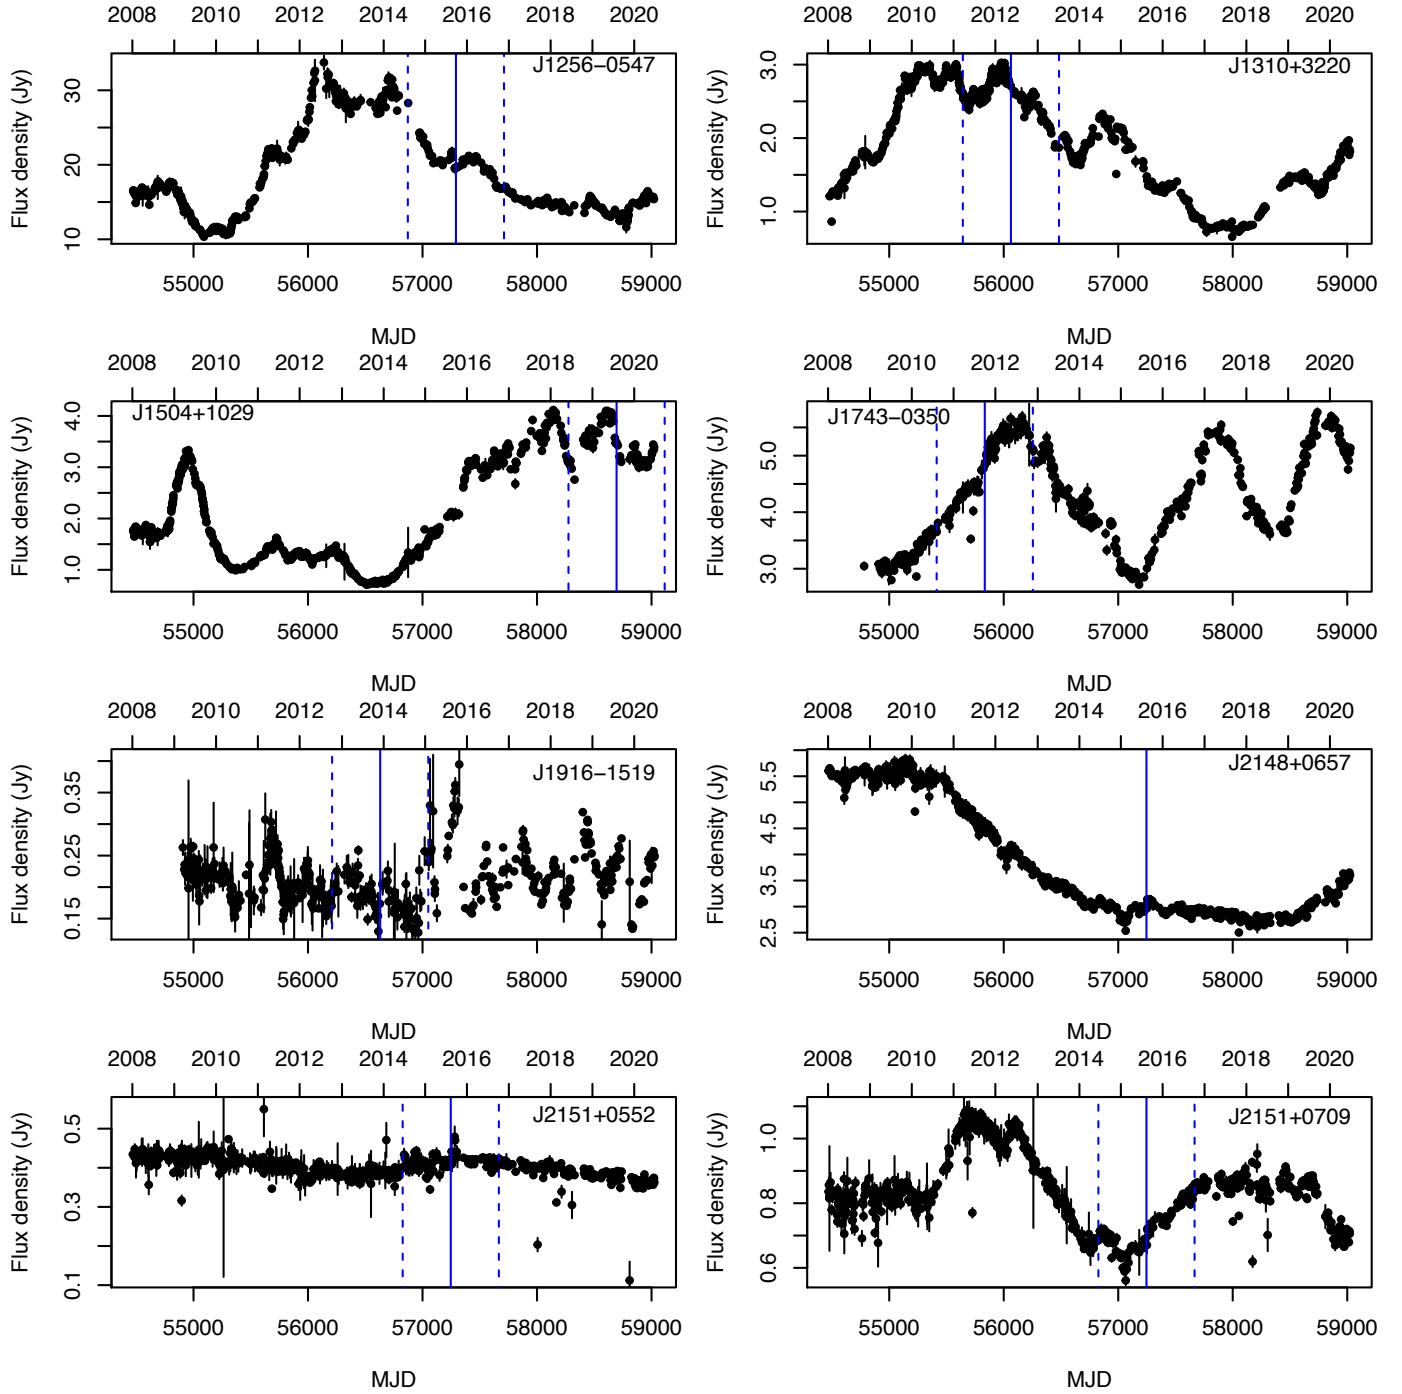 2008 2010 2012 2014 2016 2018 2020
Flux density (Jy)
10 20 30
J1256−0547
55000 56000 57000 58000 59000
MJD
2008 2010 2012 2014 2016 2018 2020
Flux density (Jy)
1.0 2.0 3.0
J1310+3220
55000 56000 57000 58000 59000
MJD
2008 2010 2012 2014 2016 2018 2020
Flux density (Jy)
1.0 2.0 3.0 4.0
J1504+1029
55000 56000 57000 58000 59000
MJD
2008 2010 2012 2014 2016 2018 2020
Flux density (Jy)
3.0 4.0 5.0
J1743−0350
55000 56000 57000 58000 59000
MJD
2008 2010 2012 2014 2016 2018 2020
Flux density (Jy)
0.15 0.25 0.35
J1916−1519
55000 56000 57000 58000 59000
MJD
2008 2010 2012 2014 2016 2018 2020
Flux density (Jy)
2.5 3.5 4.5 5.5
J2148+0657
55000 56000 57000 58000 59000
MJD
2008 2010 2012 2014 2016 2018 2020
Flux density (Jy)
0.1 0.3 0.5
J2151+0552
55000 56000 57000 58000 59000
MJD
2008 2010 2012 2014 2016 2018 2020
Flux density (Jy)
0.6 0.8 1.0
J2151+0709
55000 56000 57000 58000 59000
MJD